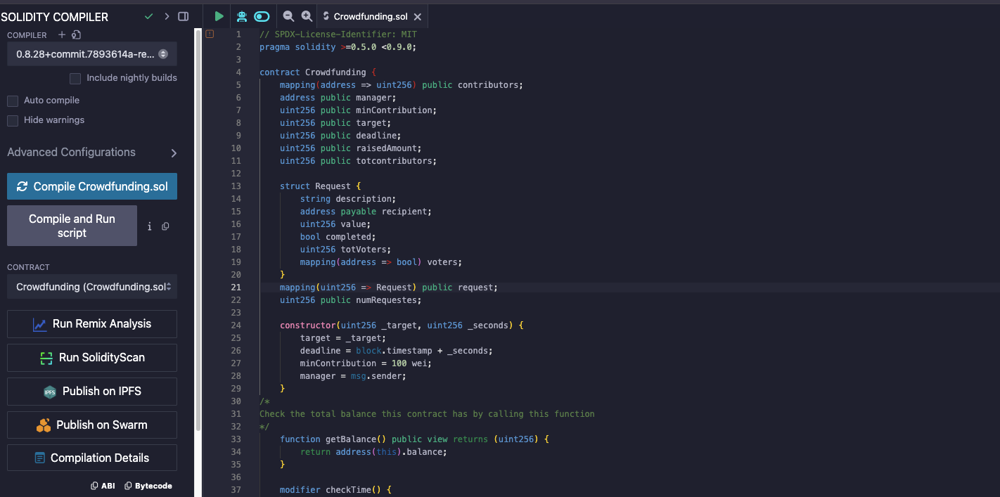 SOLIDITY COMPILER
COMPILER
0.8.28+commit.7893614a-re...
Include nightly builds
Auto compile
Hide warnings
Advanced Configurations
Compile Crowdfunding.sol
Compile and Run
script
i
CONTRACT
Crowdfunding (Crowdfunding.sol
Run Remix Analysis
Run SolidityScan
IPFS
Publish on IPFS
Publish on Swarm
Compilation Details
ABI
Bytecode
Crowdfunding.sol
1 // SPDX-License-Identifier: MIT
2 pragma solidity >=0.5.0 <0.9.0;
3
4 contract Crowdfunding {
5     mapping(address => uint256) public contributors;
6     address public manager;
7     uint256 public minContribution;
8     uint256 public target;
9     uint256 public deadline;
10     uint256 public raisedAmount;
11     uint256 public totcontributors;
12
13     struct Request {
14         string description;
15         address payable recipient;
16         uint256 value;
17         bool completed;
18         uint256 totVoters;
19         mapping(address => bool) voters;
20     }
21     mapping(uint256 => Request) public request;
22     uint256 public numRequestes;
23
24     constructor(uint256 _target, uint256 _seconds) {
25         target = _target;
26         deadline = block.timestamp + _seconds;
27         minContribution = 100 wei;
28         manager = msg.sender;
29     }
30 /*
31 Check the total balance this contract has by calling this function
32 */
33     function getBalance() public view returns (uint256) {
34         return address(this).balance;
35     }
36
37     modifier checkTime() {